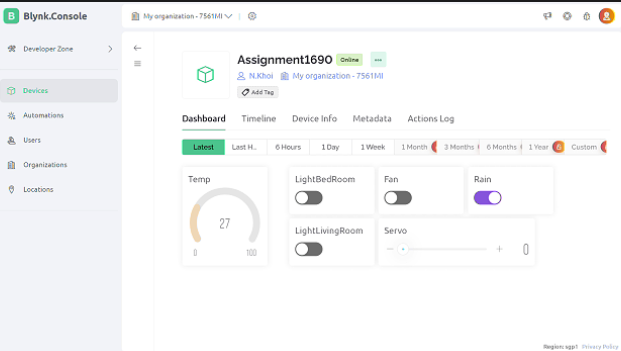 B Blynk.Console
My organization - 7561MI
Developer Zone
Devices
Automations
Users
Organizations
Locations
Assignment1690 Online
N.Khoi My organization - 7561MI
Add Tag
Dashboard Timeline Device Info Metadata Actions Log
Latest Last H... 6 Hours 1 Day 1 Week 1 Month 3 Months 6 Months 1 Year Custom
Temp
27
0 100
LightBedRoom
Fan
Rain
LightLivingRoom
Servo
0
Region: sgp1 Privacy Policy